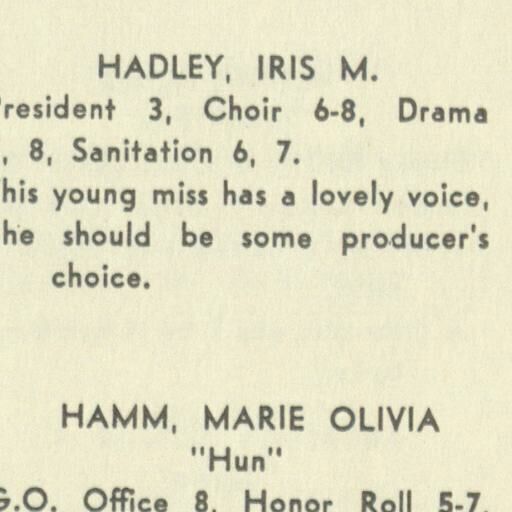 HADLEY, IRIS M.
resident 3, Choir 6-8, Drama
, 8, Sanitation 6, 7.
his young miss has a lovely voice,
he should be some producer's
choice.
HAMM, MARIE OLIVIA
"Hun"
G.O. Office 8, Honor Roll 5-7,